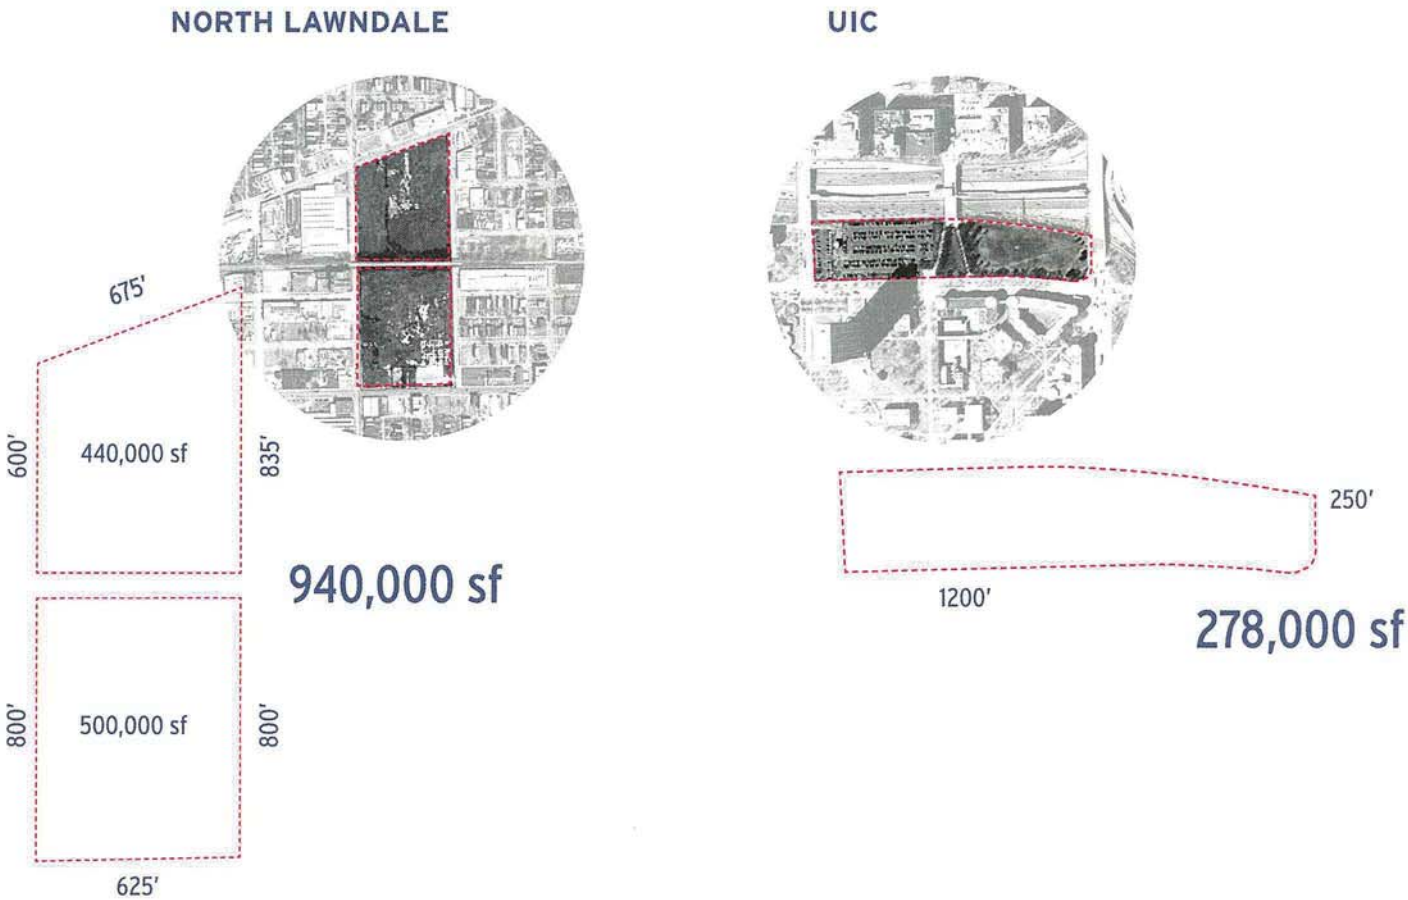 NORTH LAWNDALE
UIC
675'
600'
440,000 sf
835'
940,000 sf
800'
500,000 sf
800'
625'
250'
1200'
278,000 sf